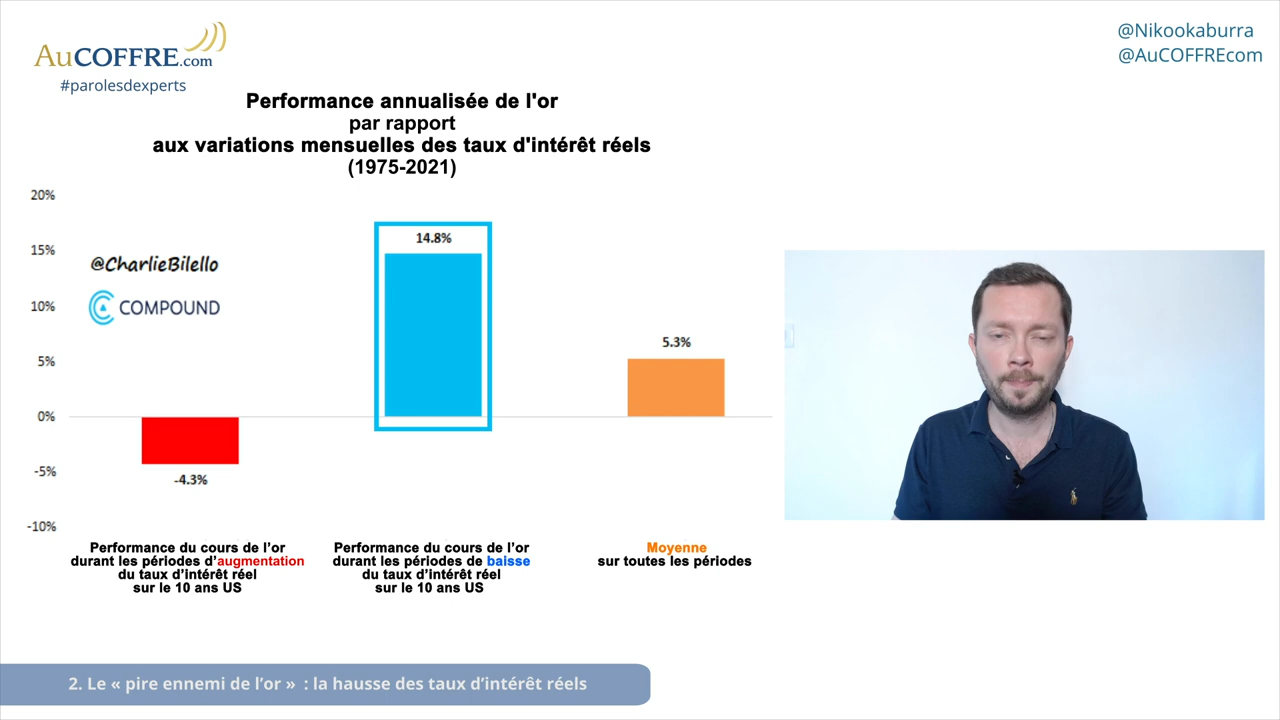 AuCOFFRE.com
#parolesdexperts
@Nikookaburra
@AuCOFFREcom
Performance annualisée de l'or
par rapport
aux variations mensuelles des taux d'intérêt réels
(1975-2021)
20%
15%
10%
5%
0%
-5%
-10%
@CharlieBilello
COMPOUND
-4.3%
14.8%
5.3%
Performance du cours de l’or
durant les périodes d’augmentation
du taux d’intérêt réel
sur le 10 ans US
Performance du cours de l’or
durant les périodes de baisse
du taux d’intérêt réel
sur le 10 ans US
Moyenne
sur toutes les périodes
2. Le « pire ennemi de l’or » : la hausse des taux d’intérêt réels